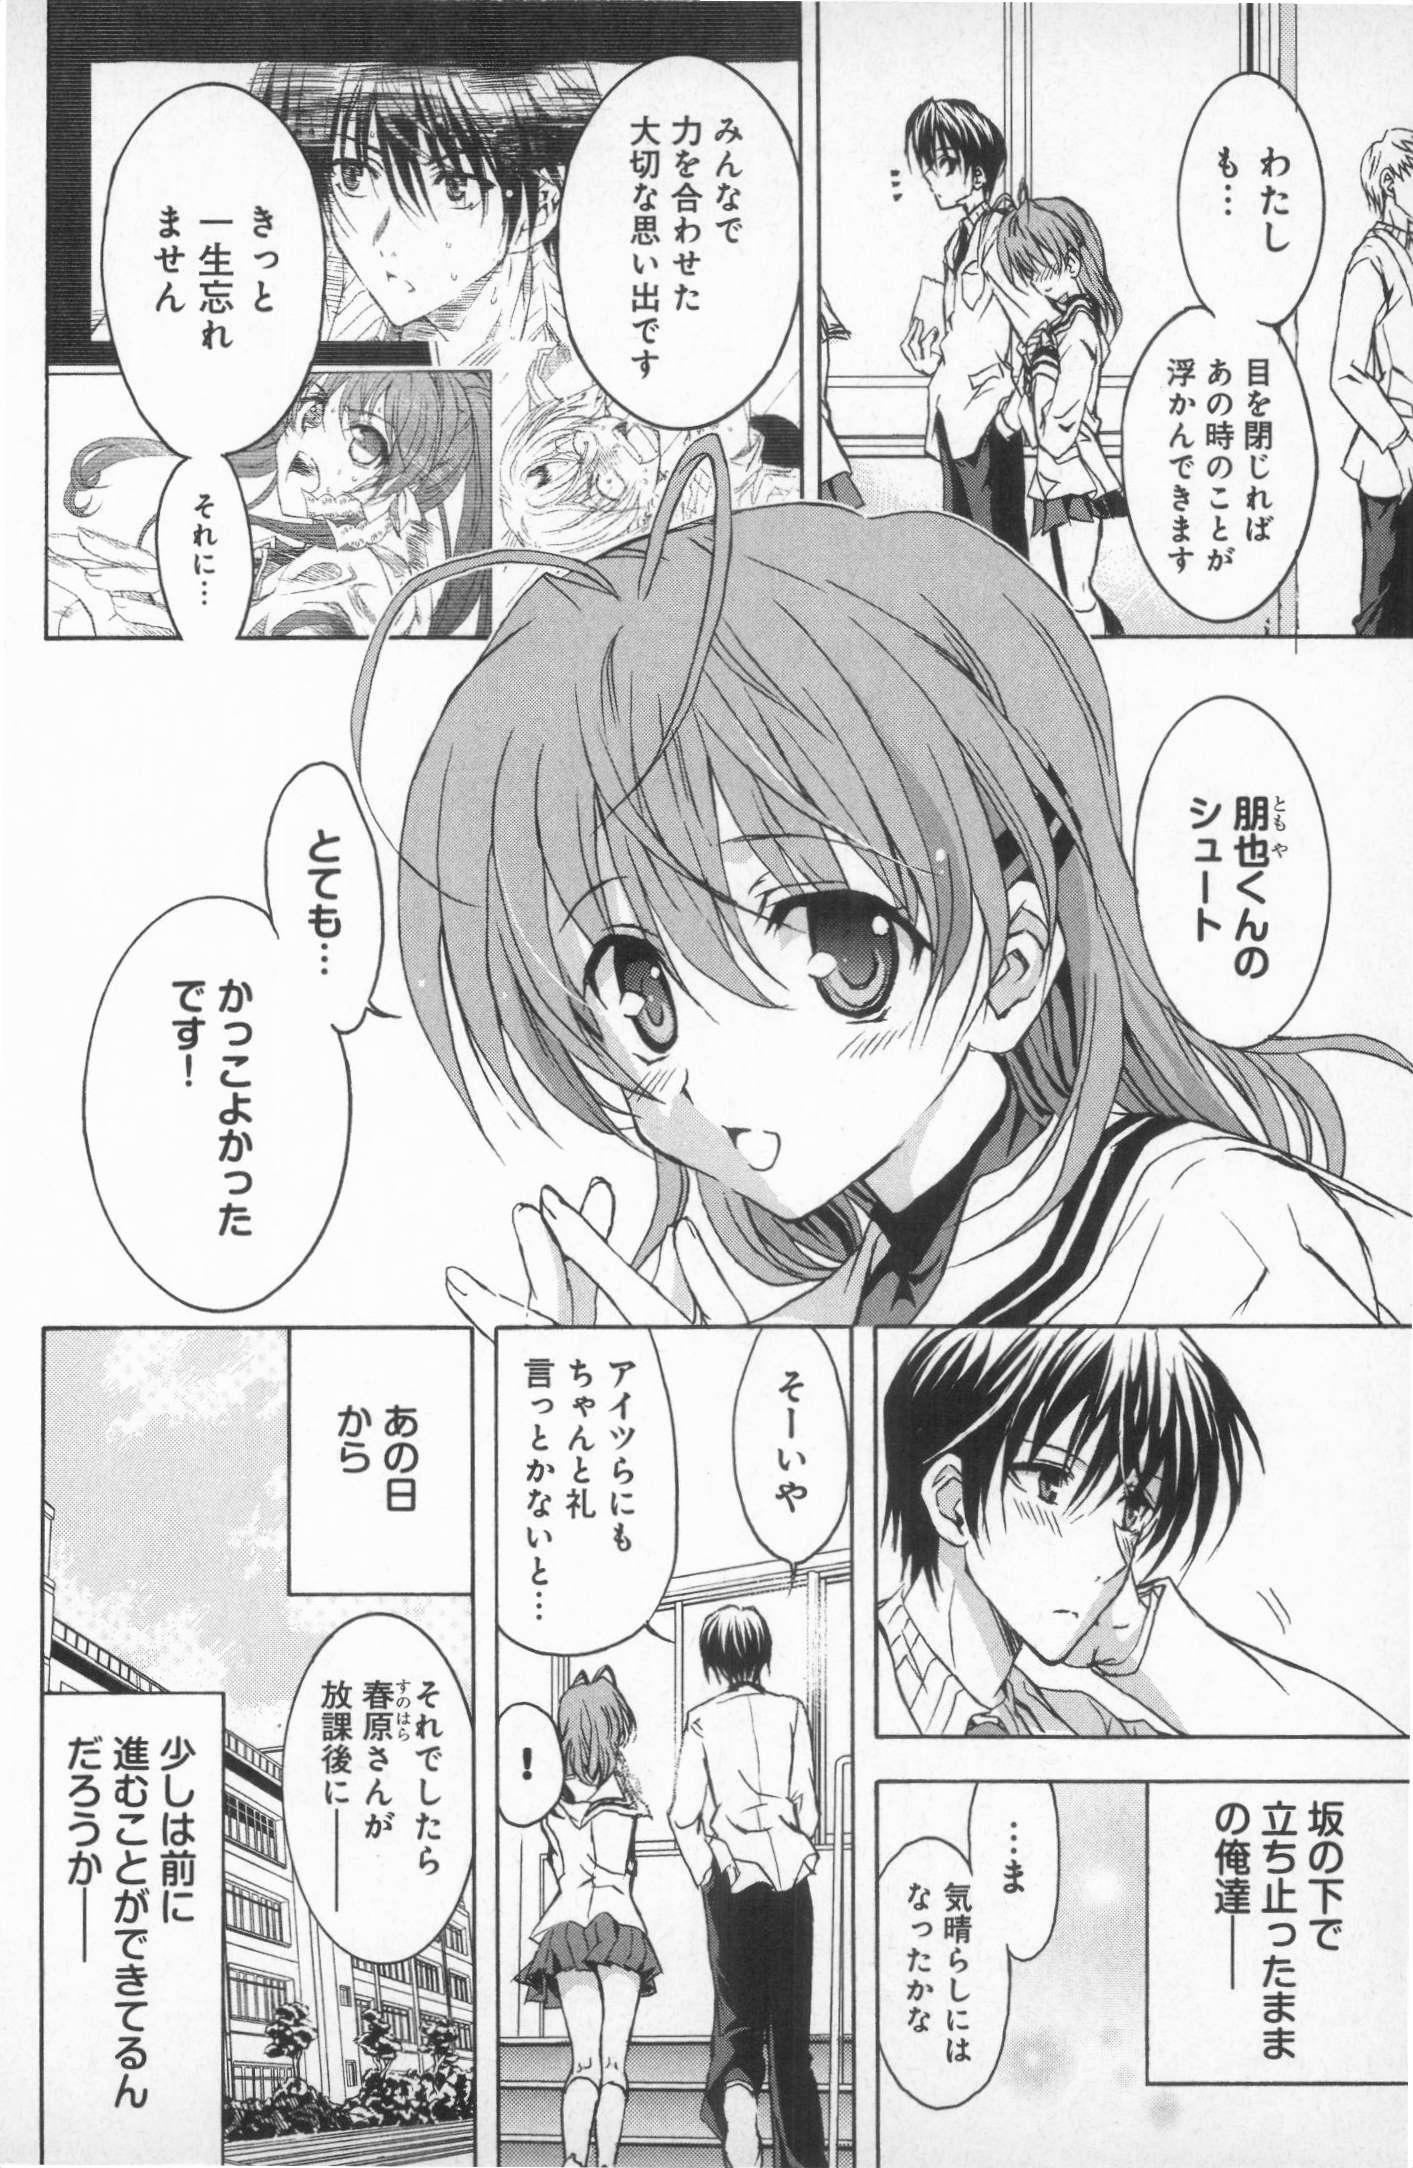 わたし
も…
目を閉じれば
あの時のことが
浮かんできます
みんなで
力を合わせた
大切な思い出です
きっと
一生忘れ
ません
それに…
朋也くんの
ともや
シュート
とても…
かっこよかった
です！
…ま
気晴らしには
なったかな
坂の下で
立ち止ったまま
の俺達――
そーいや
アイツらにも
ちゃんと礼
言っとかないと…
！
それでしたら
春原さんが
すのはら
放課後に――
あの日
から
少しは前に
進むことができてるん
だろうか――